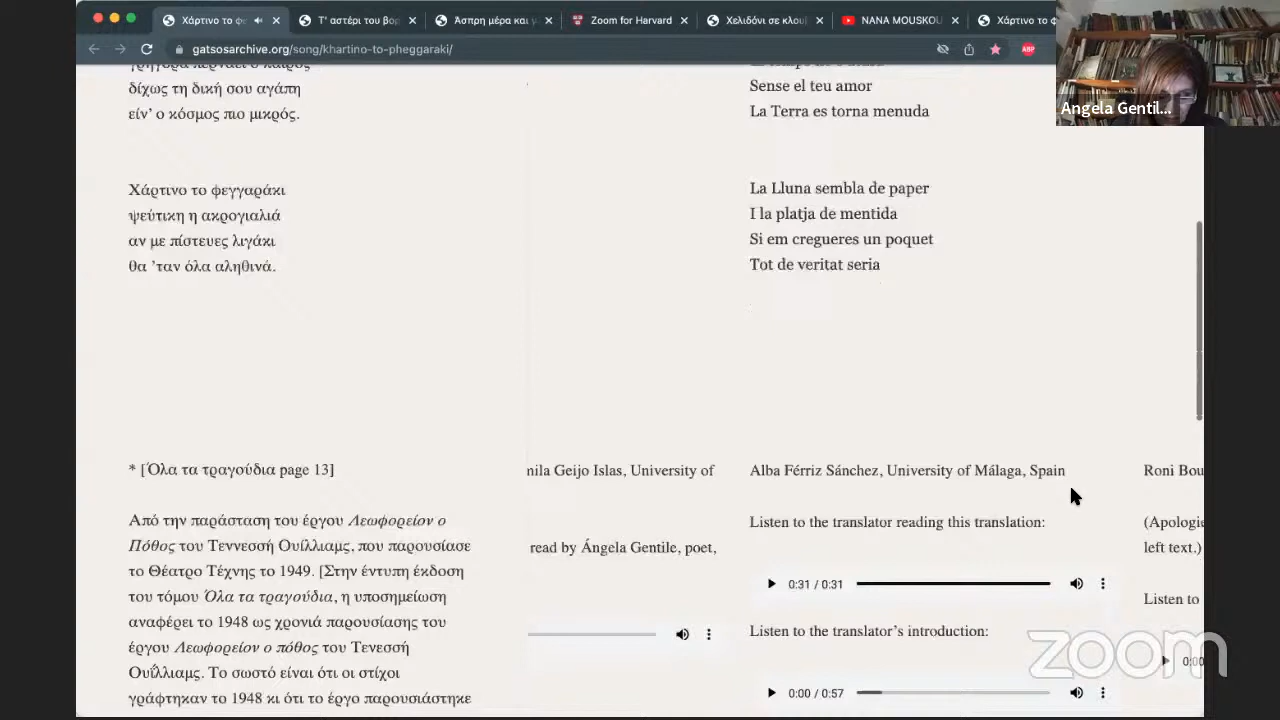 Χάρτινο το φε
Τ' αστέρι του βορ
Άσπρη μέρα και γ
Zoom for Harvard
Χελιδόνι σε κλου
NANA MOUSKOU
Χάρτινο το φ
gatsosarchive.org/song/khartino-to-pheggaraki/
ABP
Angela Gentil...
γρήγορα περνάει ο καιρός
δίχως τη δική σου αγάπη
είν' ο κόσμος πιο μικρός.
Χάρτινο το φεγγαράκι
ψεύτικη η ακρογιαλιά
αν με πίστευες λιγάκι
θα 'ταν όλα αληθινά.
* [Όλα τα τραγούδια page 13]
Από την παράσταση του έργου Λεωφορείον ο
Πόθος του Τεννεσσή Ουίλλιαμς, που παρουσίασε
το Θέατρο Τέχνης το 1949. [Στην έντυπη έκδοση
του τόμου Όλα τα τραγούδια, η υποσημείωση
αναφέρει το 1948 ως χρονιά παρουσίασης του
έργου Λεωφορείον ο πόθος του Τενεσσή
Ουΐλλιαμς. Το σωστό είναι ότι οι στίχοι
γράφτηκαν το 1948 κι ότι το έργο παρουσιάστηκε
mila Geijo Islas, University of
read by Ángela Gentile, poet,
Sense el teu amor
La Terra es torna menuda
La Lluna sembla de paper
I la platja de mentida
Si em cregueres un poquet
Tot de veritat seria
Alba Férriz Sánchez, University of Málaga, Spain
Listen to the translator reading this translation:
0:31 / 0:31
Listen to the translator's introduction:
0:00 / 0:57
Roni Bou
(Apologie
left text.)
Listen to
0:00
zoom